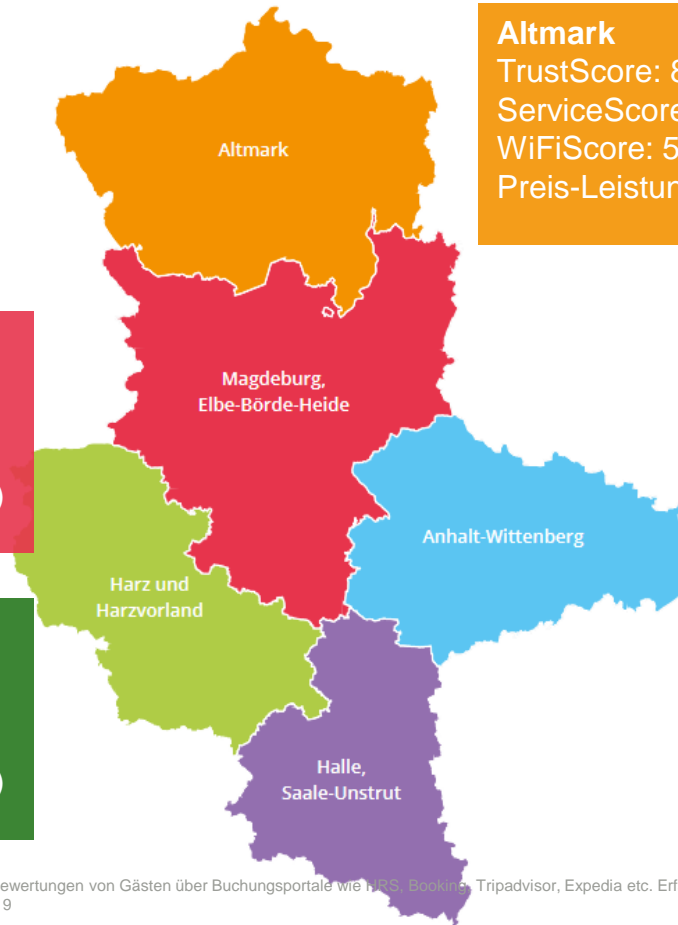 Altmark
TrustScore: 8
ServiceScore
WiFiScore: 5
Preis-Leistun
Altmark
Magdeburg,
Elbe-Börde-Heide
Anhalt-Wittenberg
Harz und
Harzvorland
Halle,
Saale-Unstrut
ewertungen von Gästen über Buchungsportale wie HRS, Booking, Tripadvisor, Expedia etc. Erf
9